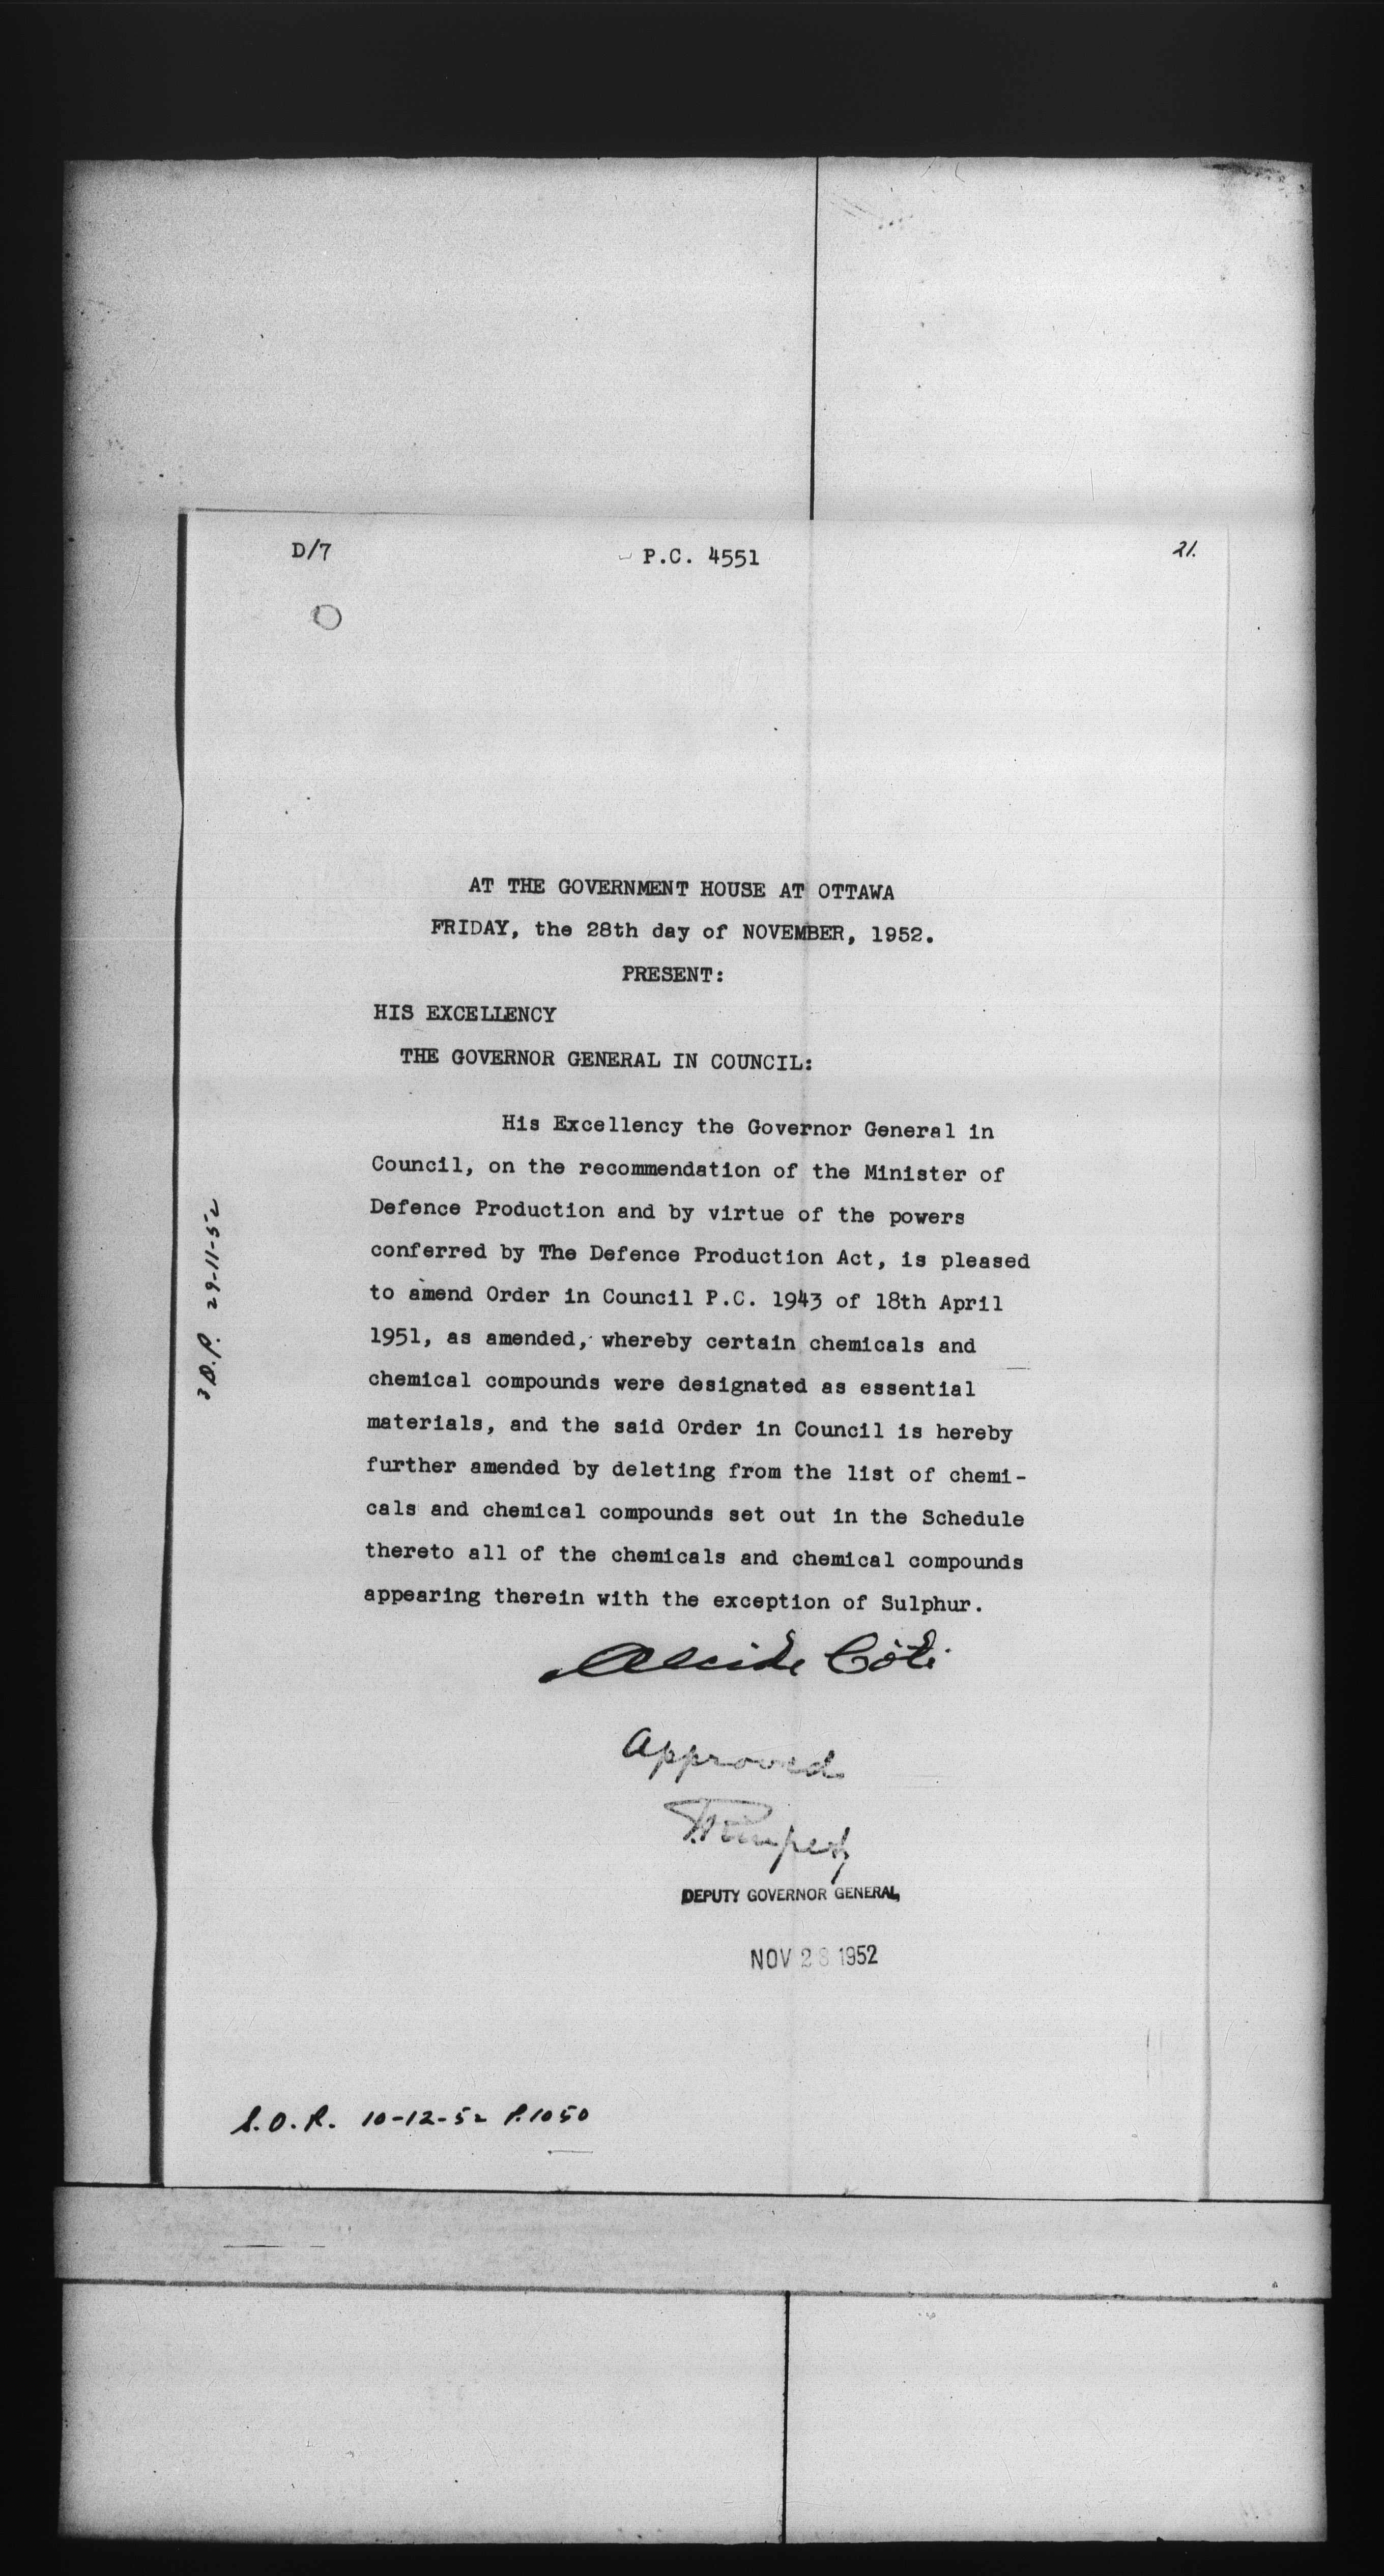 D/7
P.C. 4551
21.
AT THE GOVERNMENT HOUSE AT OTTAWA
FRIDAY, the 28th day of NOVEMBER, 1952.
PRESENT:
HIS EXCELLENCY
THE GOVERNOR GENERAL IN COUNCIL:
His Excellency the Governor General in
Council, on the recommendation of the Minister of
Defence Production and by virtue of the powers
conferred by The Defence Production Act, is pleased
to amend Order in Council P.C. 1943 of 18th April
1951, as amended, whereby certain chemicals and
chemical compounds were designated as essential
materials, and the said Order in Council is hereby
further amended by deleting from the list of chemi-
cals and chemical compounds set out in the Schedule
thereto all of the chemicals and chemical compounds
appearing therein with the exception of Sulphur.
3 D.P. 29-11-52
Alcide Côté
Approved
DEPUTY GOVERNOR GENERAL,
NOV 28 1952
S.O.R. 10-12-52 P.1050